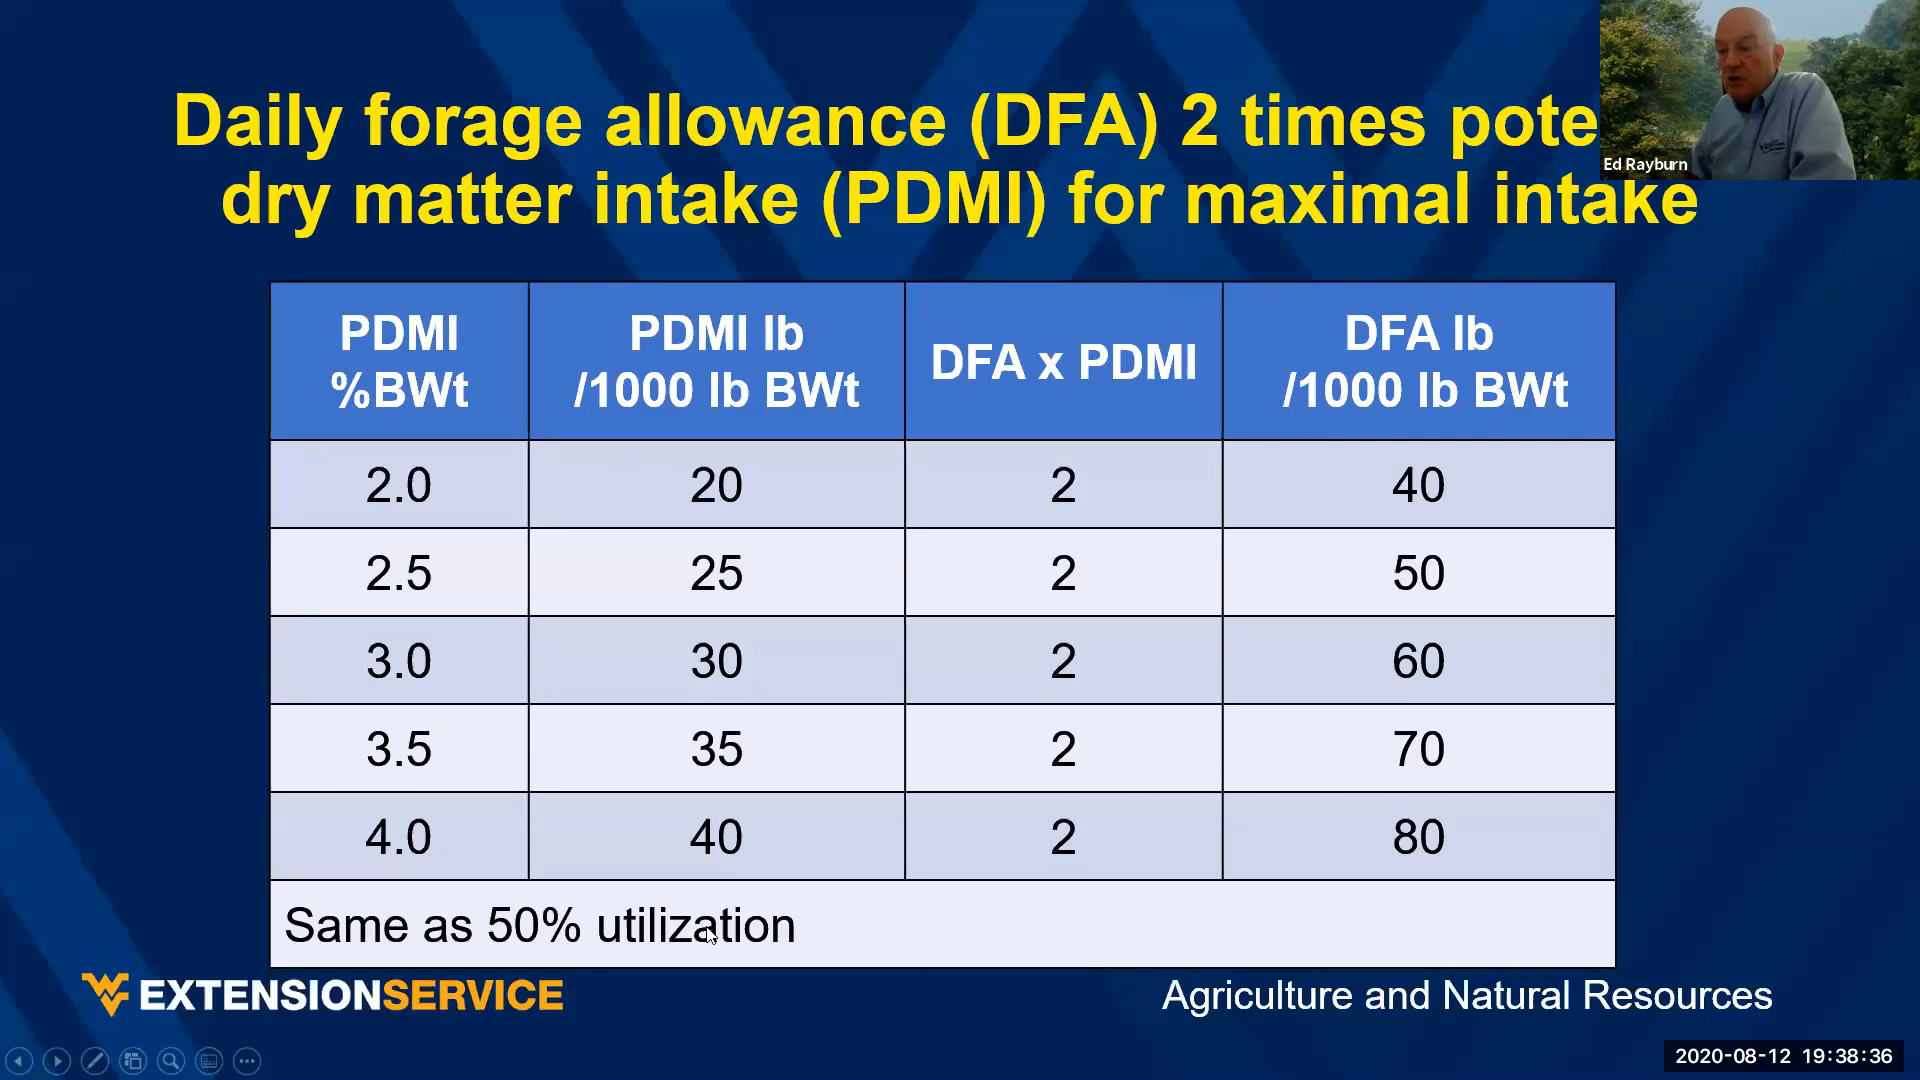 Daily forage allowance (DFA) 2 times
dry matter intake (PDMI) for maximal intake
Ed Rayburn
PDMI %BWt
PDMI lb /1000 lb BWt
DFA x PDMI
DFA lb /1000 lb BWt
2.0 20 2 40
2.5 25 2 50
3.0 30 2 60
3.5 35 2 70
4.0 40 2 80
Same as 50% utilization
WV EXTENSIONSERVICE
Agriculture and Natural Resources
2020-08-12 19:38:36